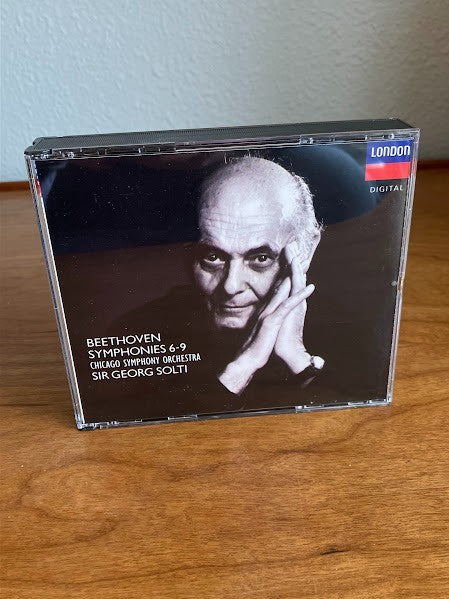 LONDON
DIGITAL
BEETHOVEN
SYMPHONIES 6-9
CHICAGO SYMPHONY ORCHESTRA
SIR GEORG SOLTI